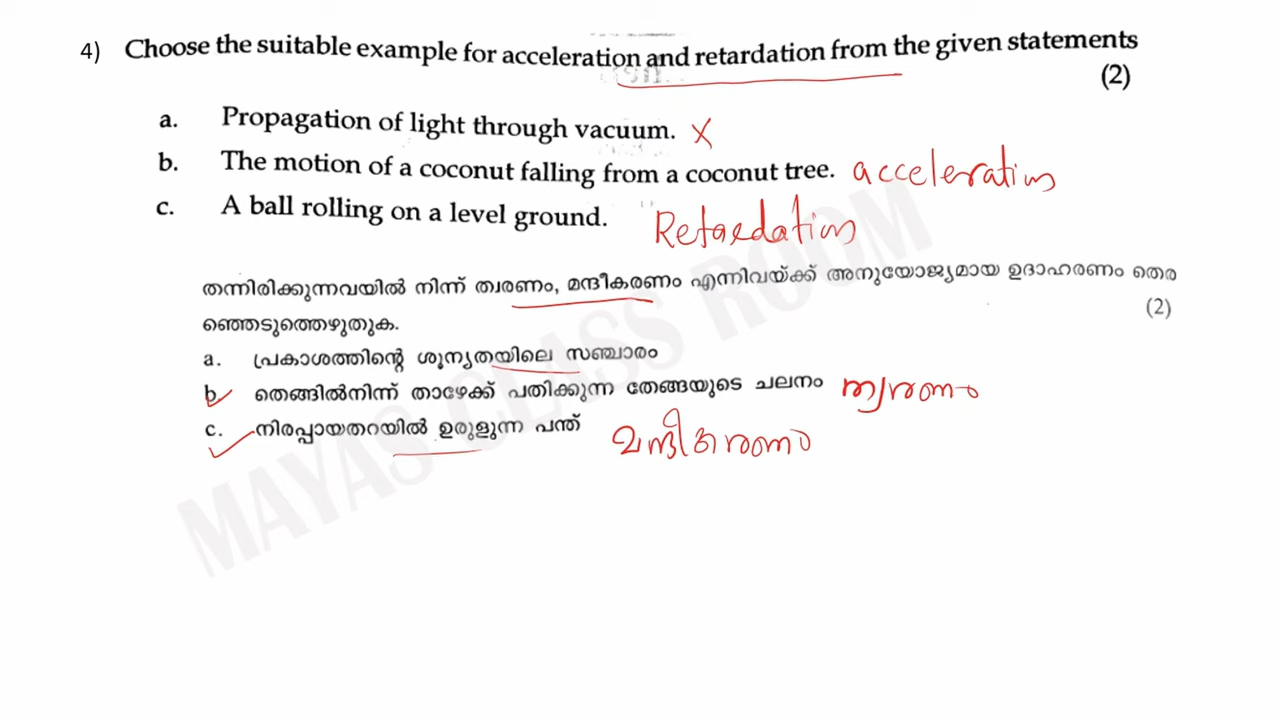 4) Choose the suitable example for acceleration and retardation from the given statements
(2)
a. Propagation of light through vacuum. X
b. The motion of a coconut falling from a coconut tree. acceleration
c. A ball rolling on a level ground. Retardation
തന്നിരിക്കുന്നവയിൽ നിന്ന് ത്വരണം, മന്ദീകരണം എന്നിവയ്ക്ക് അനുയോജ്യമായ ഉദാഹരണം തെര
ഞ്ഞെടുത്തെഴുതുക. (2)
a. പ്രകാശത്തിന്റെ ശൂന്യതയിലെ സഞ്ചാരം
b. തെങ്ങിൽനിന്ന് താഴേക്ക് പതിക്കുന്ന തേങ്ങയുടെ ചലനം ത്വരണം
c. നിരപ്പായതറയിൽ ഉരുളുന്ന പന്ത് മന്ദീകരണം
MAYAS CLASS ROOM